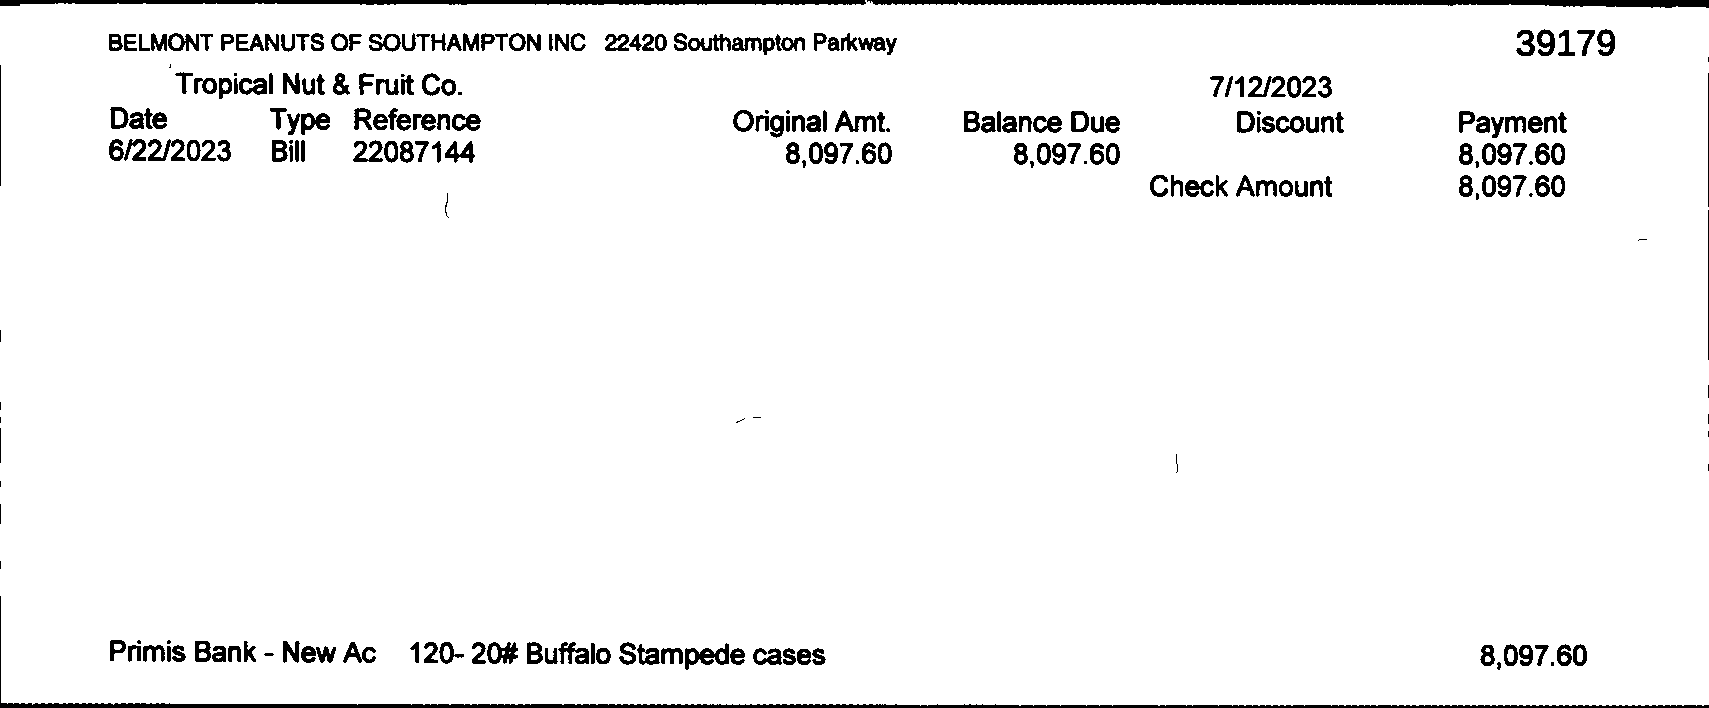 BELMONT PEANUTS OF SOUTHAMPTON INC 22420 Southampton Parkway 39179
Tropical Nut & Fruit Co. 7/12/2023
Date Type Reference Original Amt. Balance Due Discount Payment
6/22/2023 Bill 22087144 8,097.60 8,097.60 8,097.60
Check Amount 8,097.60
Primis Bank - New Ac 120- 20# Buffalo Stampede cases 8,097.60